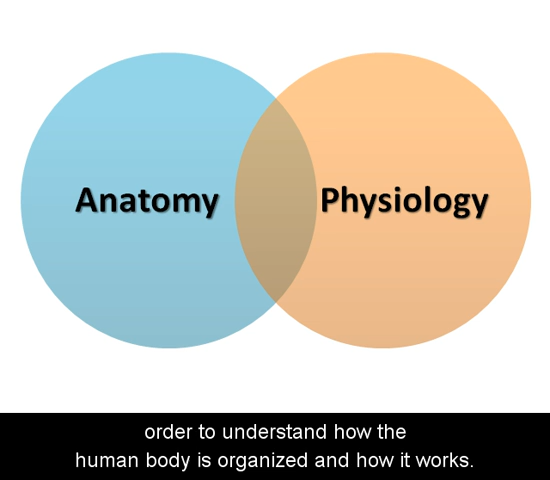 Anatomy
Physiology
order to understand how the
human body is organized and how it works.